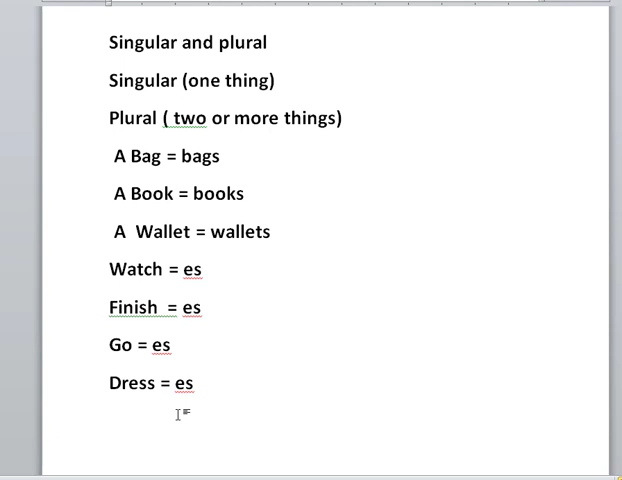 Singular and plural
Singular (one thing)
Plural ( two or more things)
A Bag = bags
A Book = books
A Wallet = wallets
Watch = es
Finish = es
Go = es
Dress = es